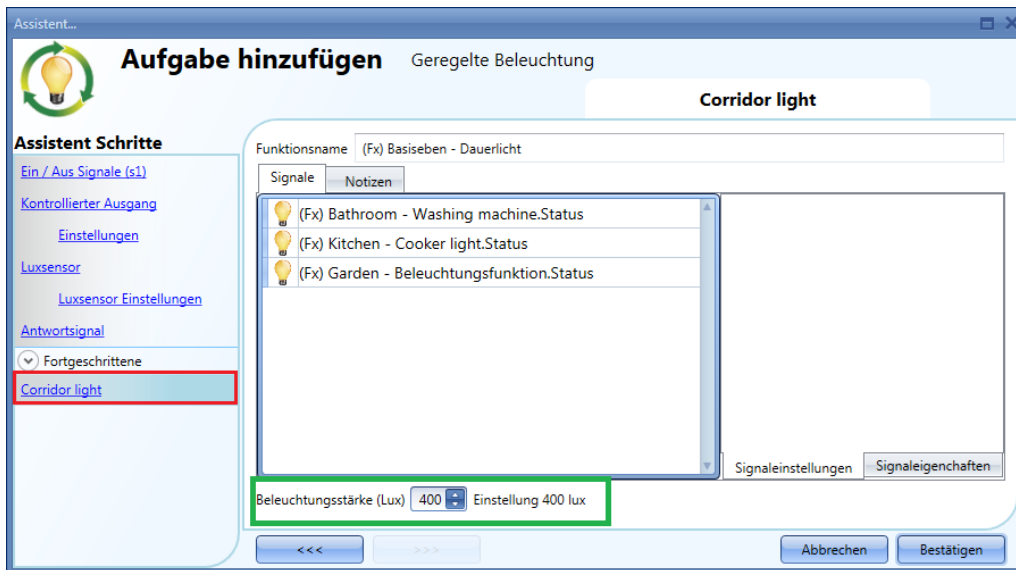 Assistent...
Aufgabe hinzufügen Geregelte Beleuchtung
Corridor light
Assistent Schritte
Ein / Aus Signale (s1)
Kontrollierter Ausgang
Einstellungen
Luxsensor
Luxsensor Einstellungen
Antwortsignal
Fortgeschrittene
Corridor light
Funktionsname (Fx) Basiseben - Dauerlicht
Signale Notizen
(Fx) Bathroom - Washing machine.Status
(Fx) Kitchen - Cooker light.Status
(Fx) Garden - Beleuchtungsfunktion.Status
Signaleinstellungen Signaleigenchaften
Beleuchtungsstärke (Lux) 400 Einstellung 400 lux
<<< >>> Abbrechen Bestätigen